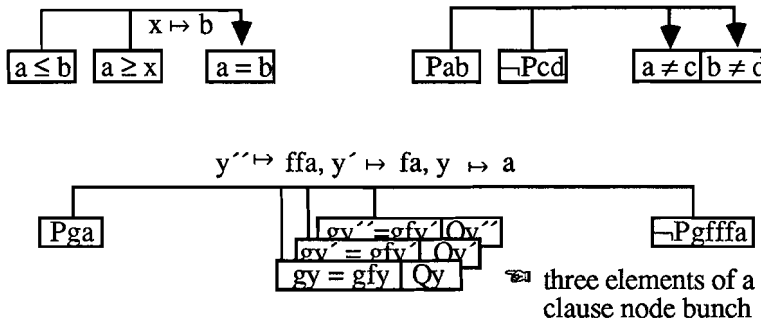 x ↦ b
a ≤ b a ≥ x a = b Pab ¬Pcd a ≠ c b ≠ d
y´´ ↦ ffa, y´ ↦ fa, y ↦ a
Pga gy´´=gfy´ Qy´´ ¬Pgfffa
gy´ = gfy´ Qy´
gy = gfy Qy ☜ three elements of a
clause node bunch